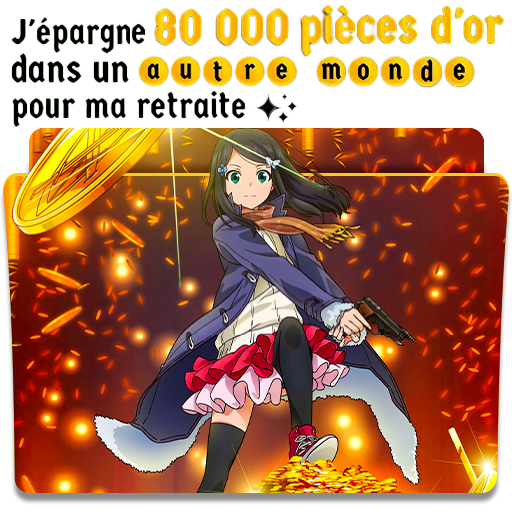 J'épargne 80 000 pièces d'or
dans un autre monde
pour ma retraite